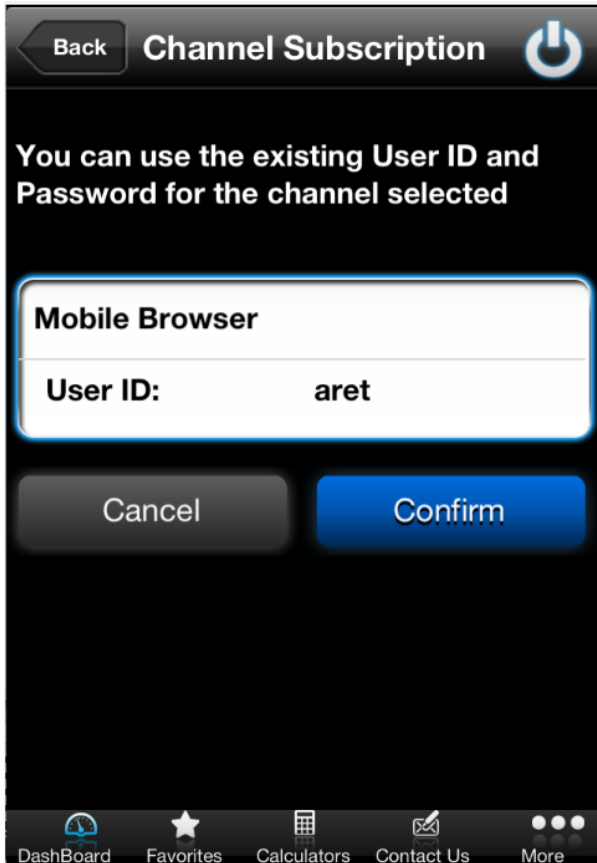 Back
Channel Subscription
You can use the existing User ID and
Password for the channel selected
Mobile Browser
User ID: aret
Cancel
Confirm
DashBoard
Favorites
Calculators
Contact Us
More